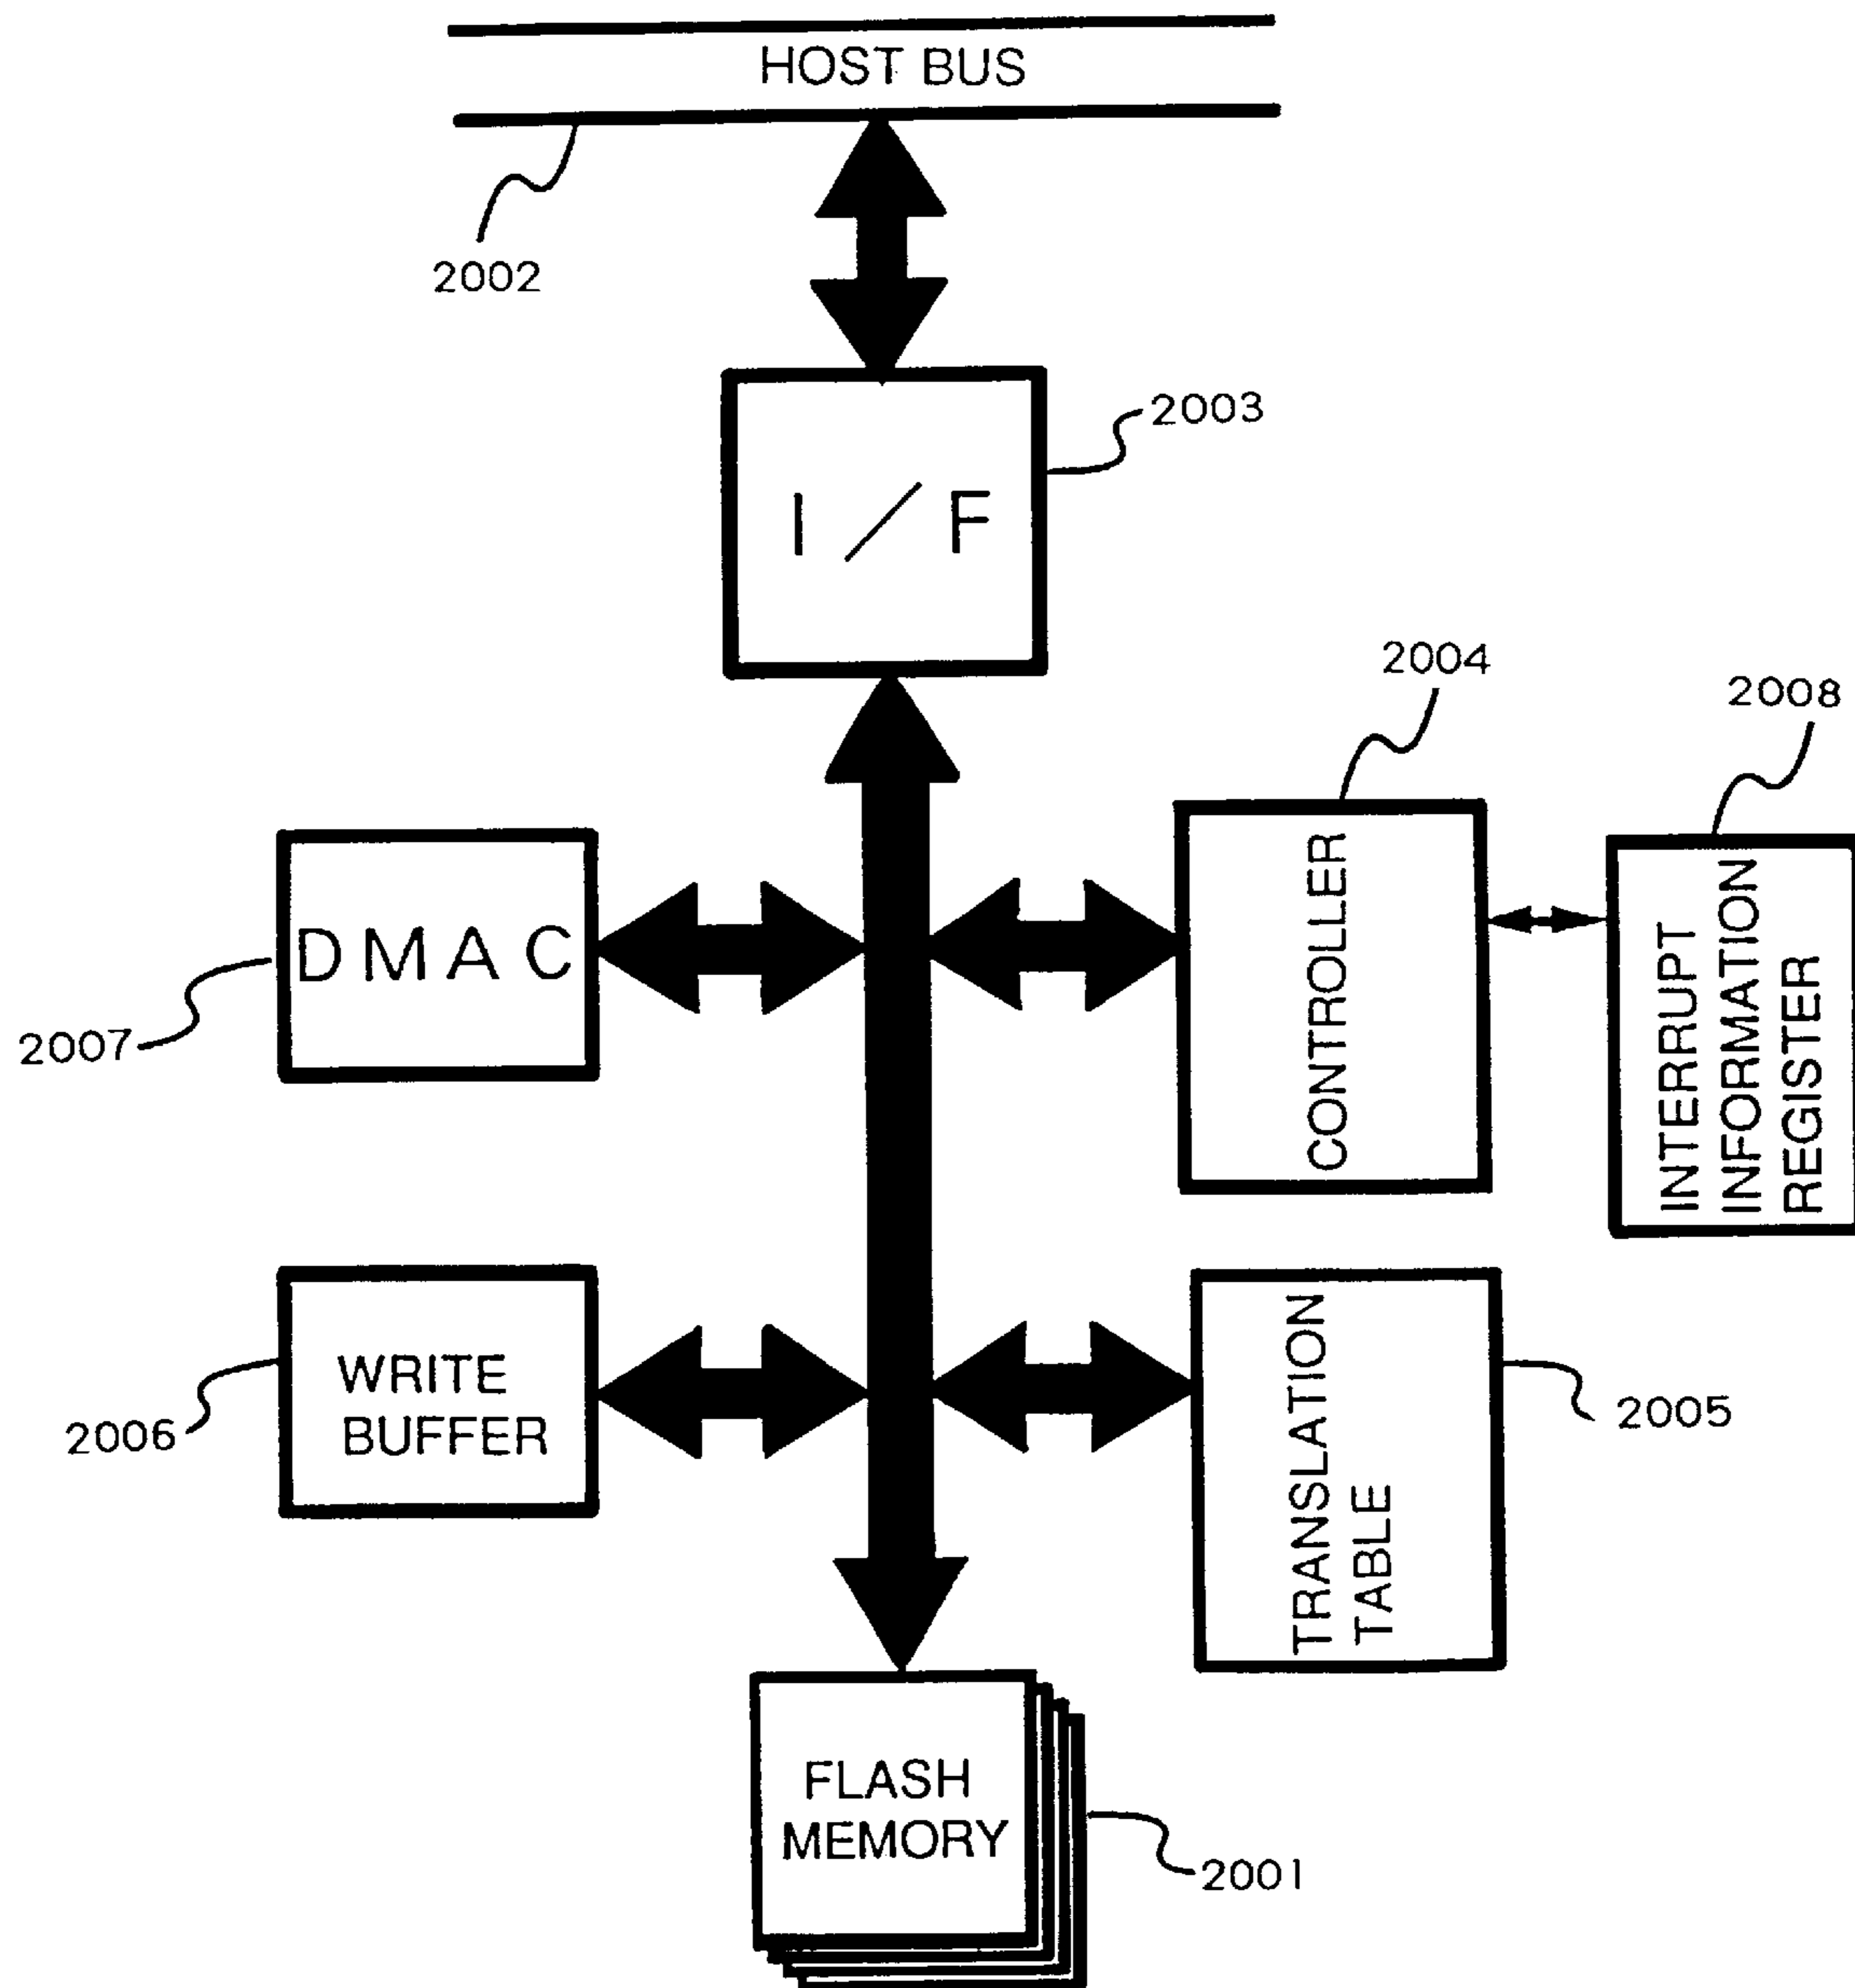 HOST BUS
2002
I/F
2003
2004
2008
DMAC
2007
CONTROLLER
INTERRUPT
INFORMATION
REGISTER
WRITE
BUFFER
2006
TRANSLATION
TABLE
2005
FLASH
MEMORY
2001